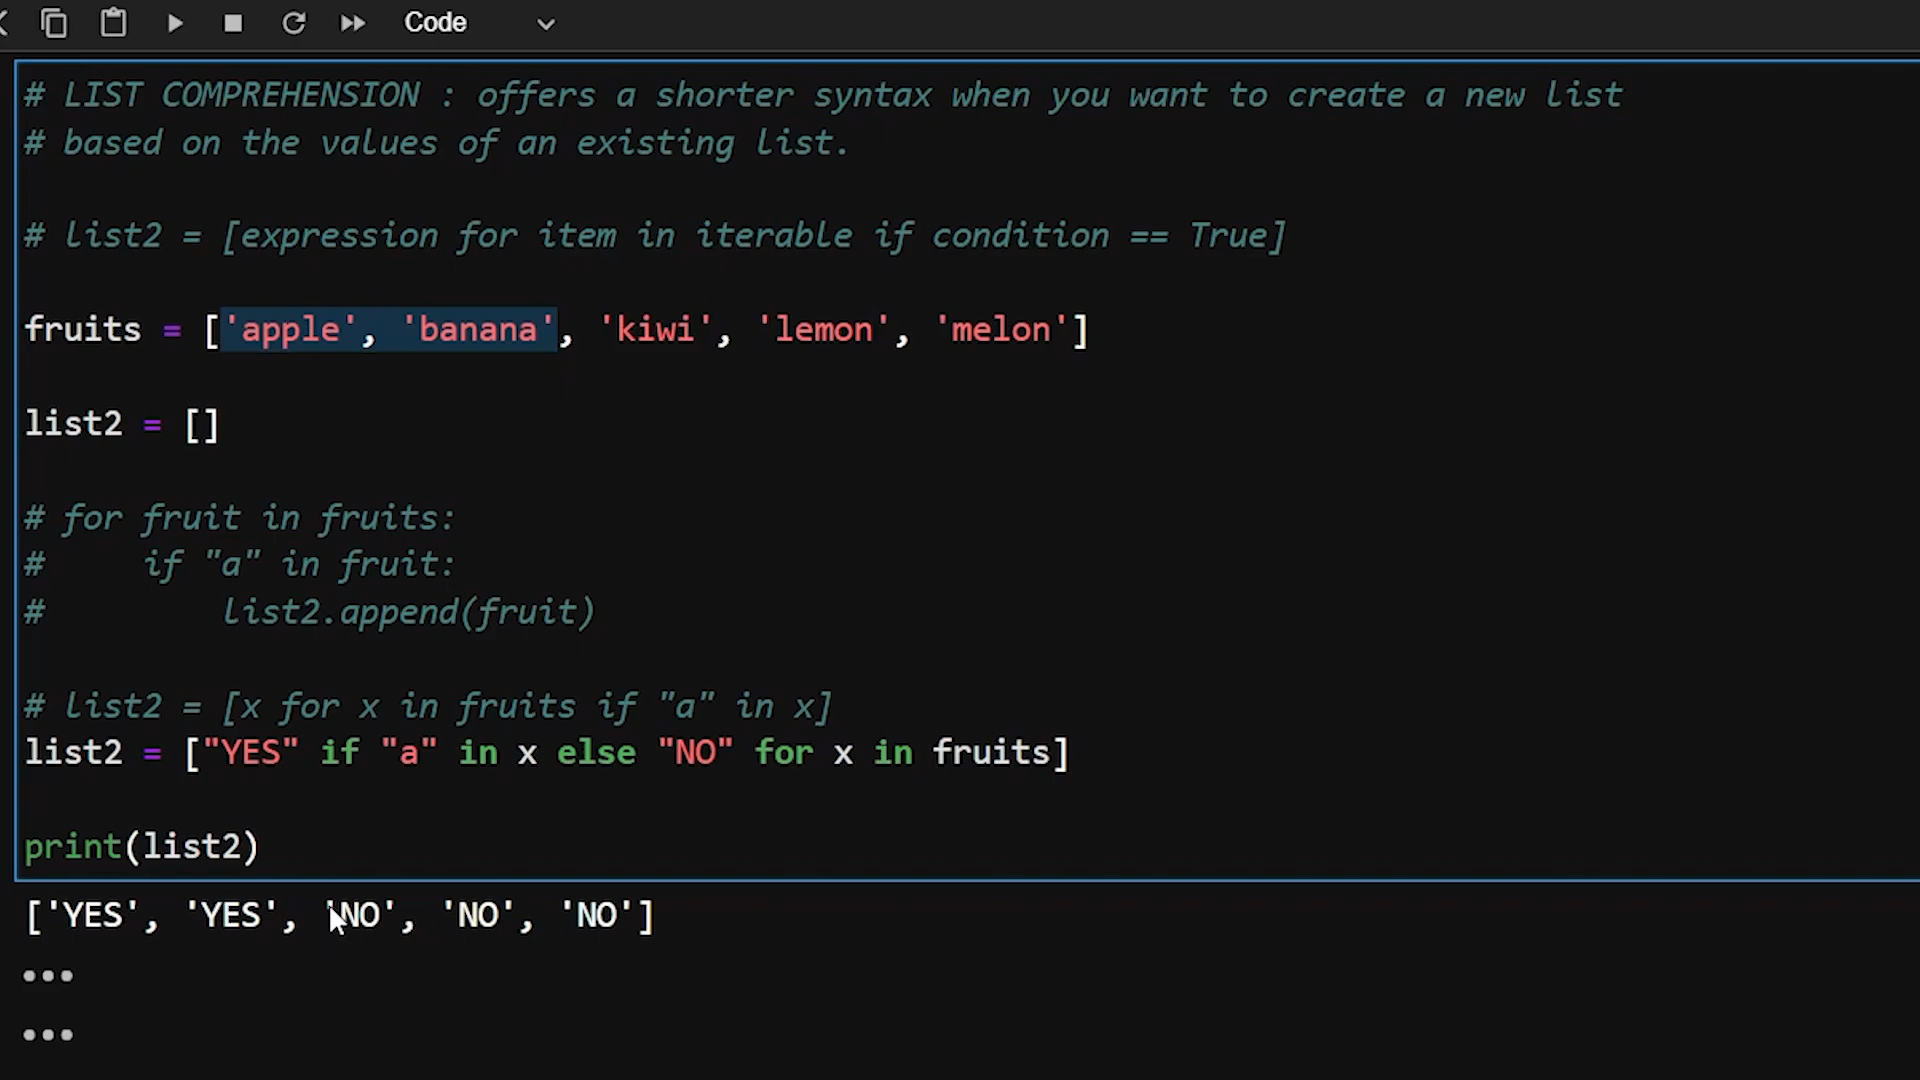 Code
# LIST COMPREHENSION : offers a shorter syntax when you want to create a new list
# based on the values of an existing list.
# list2 = [expression for item in iterable if condition == True]
fruits = ['apple', 'banana', 'kiwi', 'lemon', 'melon']
list2 = []
# for fruit in fruits:
#     if "a" in fruit:
#         list2.append(fruit)
# list2 = [x for x in fruits if "a" in x]
list2 = ["YES" if "a" in x else "NO" for x in fruits]
print(list2)
['YES', 'YES', 'NO', 'NO', 'NO']